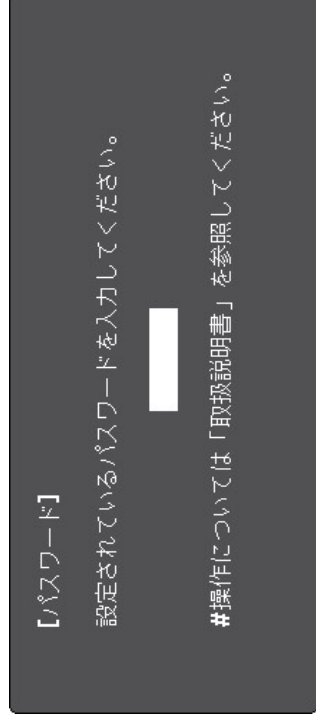 【パスワード】
設定されているパスワードを入力してください。
#操作については「取扱説明書」を参照してください。